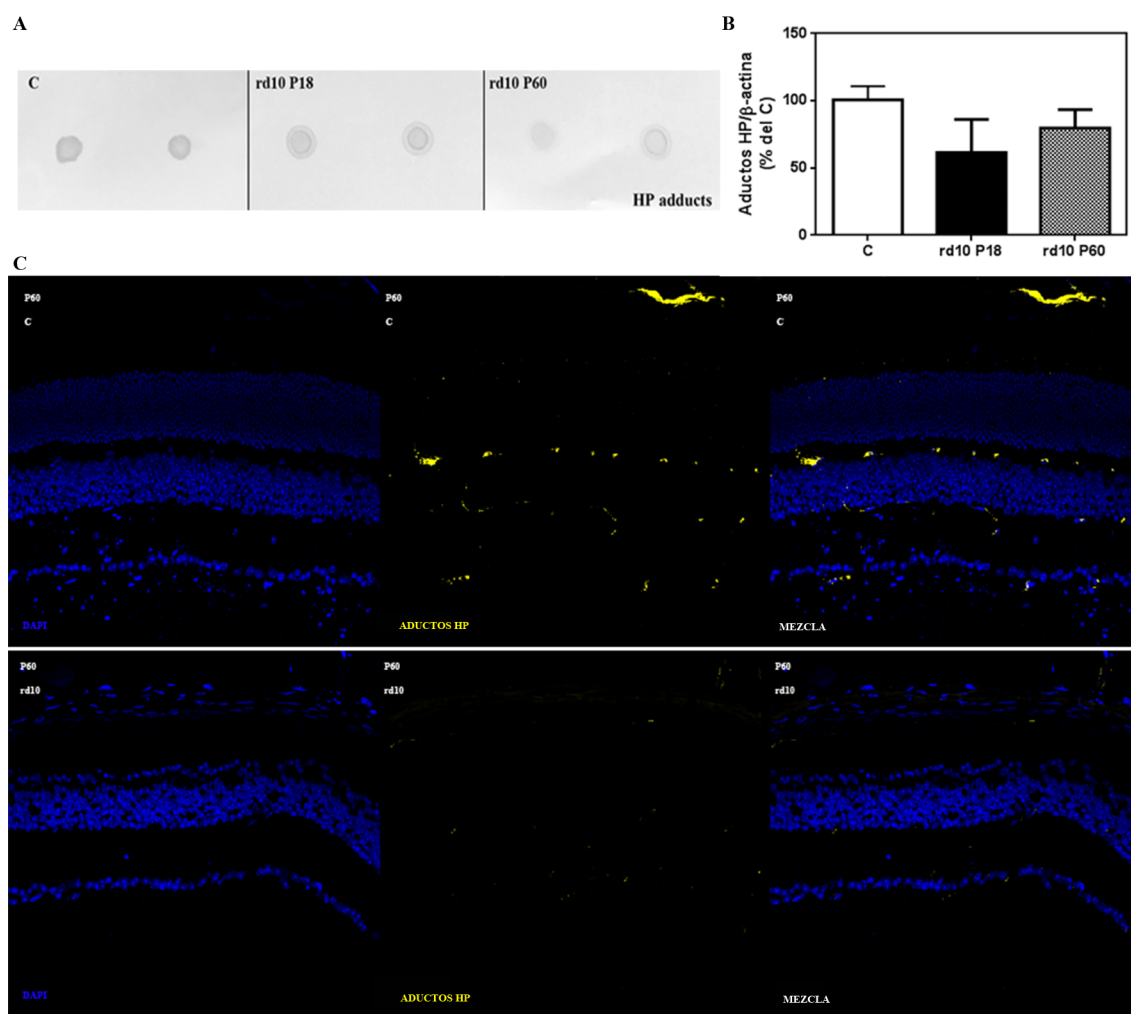 A
C
rd10 P18
rd10 P60
HP adducts
B
Aductos HP/β-actina
(% del C)
150
100
50
0
C
rd10 P18
rd10 P60
C
P60
C
DAPI
P60
C
ADUCTOS HP
P60
C
MEZCLA
P60
rd10
DAPI
P60
rd10
ADUCTOS HP
P60
rd10
MEZCLA